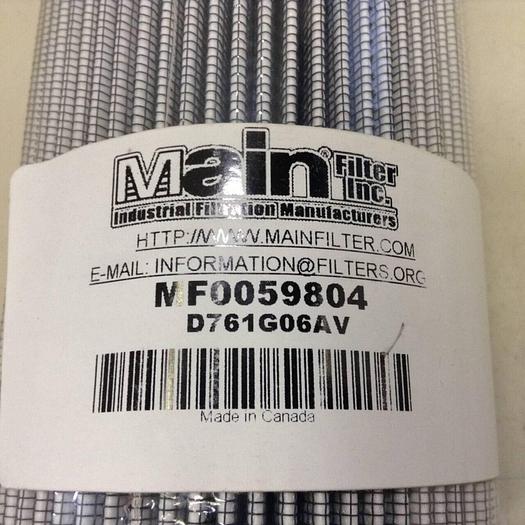 Main® Filter Inc.
Industrial Filtration Manufacturers
HTTP://WWW.MAINFILTER.COM
E-MAIL: INFORMATION@FILTERS.ORG
MF0059804
D761G06AV
Made in Canada